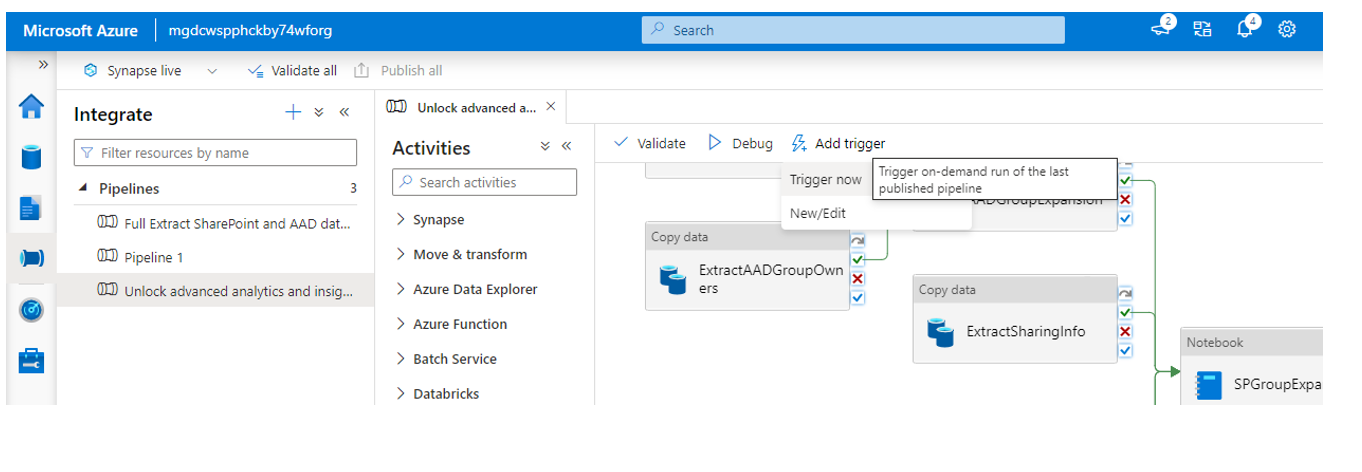 Microsoft Azure
mgdcwspphckby74wforg
Search
2
4
Synapse live
Validate all
Publish all
Integrate
Filter resources by name
Pipelines
3
Full Extract SharePoint and AAD dat...
Pipeline 1
Unlock advanced analytics and insig...
Unlock advanced a...
Activities
Search activities
Synapse
Move & transform
Azure Data Explorer
Azure Function
Batch Service
Databricks
Validate
Debug
Add trigger
Trigger now
New/Edit
Trigger on-demand run of the last
published pipeline
Copy data
ExtractAADGroupOwn
ers
Copy data
ExtractSharingInfo
Notebook
SPGroupExpa